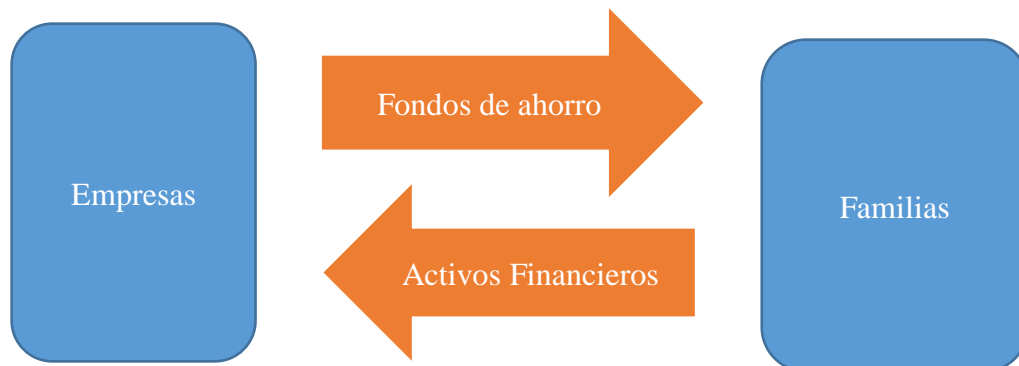 Fondos de ahorro
Empresas
Familias
Activos Financieros